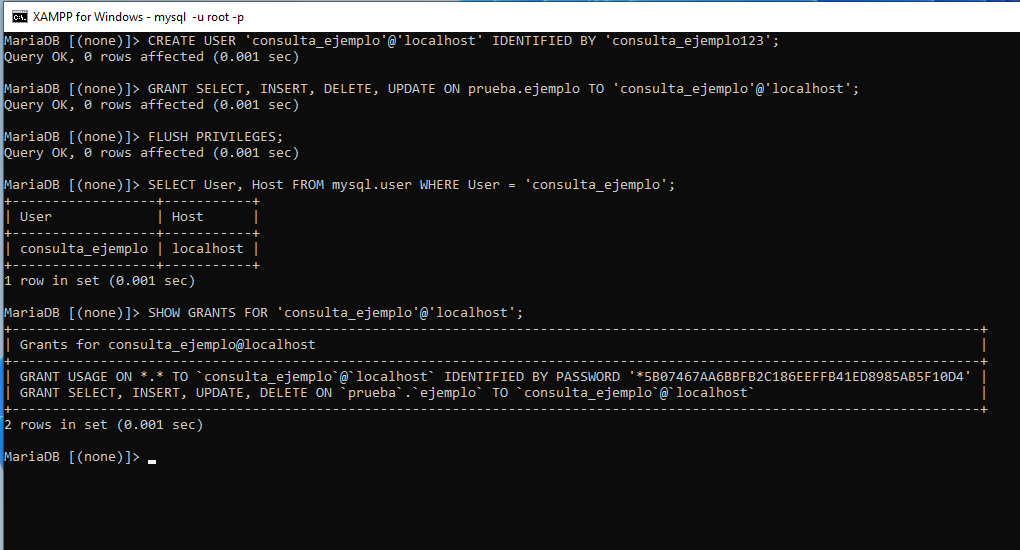 XAMPP for Windows - mysql -u root -p
MariaDB [(none)]> CREATE USER 'consulta_ejemplo'@'localhost' IDENTIFIED BY 'consulta_ejemplo123';
Query OK, 0 rows affected (0.001 sec)
MariaDB [(none)]> GRANT SELECT, INSERT, DELETE, UPDATE ON prueba.ejemplo TO 'consulta_ejemplo'@'localhost';
Query OK, 0 rows affected (0.001 sec)
MariaDB [(none)]> FLUSH PRIVILEGES;
Query OK, 0 rows affected (0.001 sec)
MariaDB [(none)]> SELECT User, Host FROM mysql.user WHERE User = 'consulta_ejemplo';
+------------------+-----------+
| User             | Host      |
+------------------+-----------+
| consulta_ejemplo | localhost |
+------------------+-----------+
1 row in set (0.001 sec)
MariaDB [(none)]> SHOW GRANTS FOR 'consulta_ejemplo'@'localhost';
+-------------------------------------------------------------------------------------------------------------------------+
| Grants for consulta_ejemplo@localhost                                                                                   |
+-------------------------------------------------------------------------------------------------------------------------+
| GRANT USAGE ON *.* TO `consulta_ejemplo`@`localhost` IDENTIFIED BY PASSWORD '*5B07467AA6BBFB2C186EEFFB41ED8985AB5F10D4' |
| GRANT SELECT, INSERT, UPDATE, DELETE ON `prueba`.`ejemplo` TO `consulta_ejemplo`@`localhost`                            |
+-------------------------------------------------------------------------------------------------------------------------+
2 rows in set (0.001 sec)
MariaDB [(none)]>